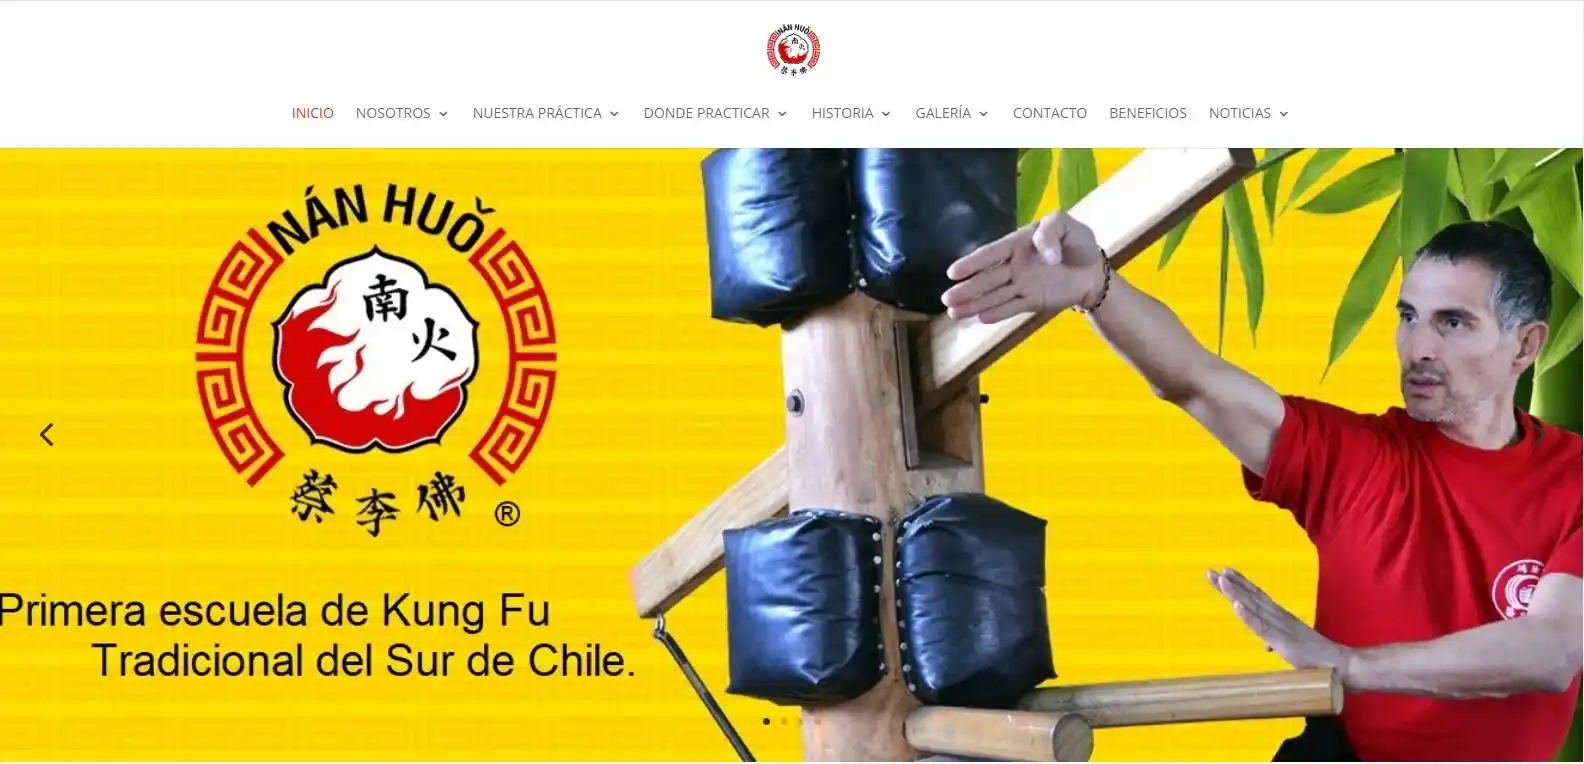 NÁN HUǑ
南
火
蔡李佛
INICIO NOSOTROS NUESTRA PRÁCTICA DONDE PRACTICAR HISTORIA GALERÍA CONTACTO BENEFICIOS NOTICIAS
NÁN HUǑ
南
火
蔡李佛
®
Primera escuela de Kung Fu
Tradicional del Sur de Chile.